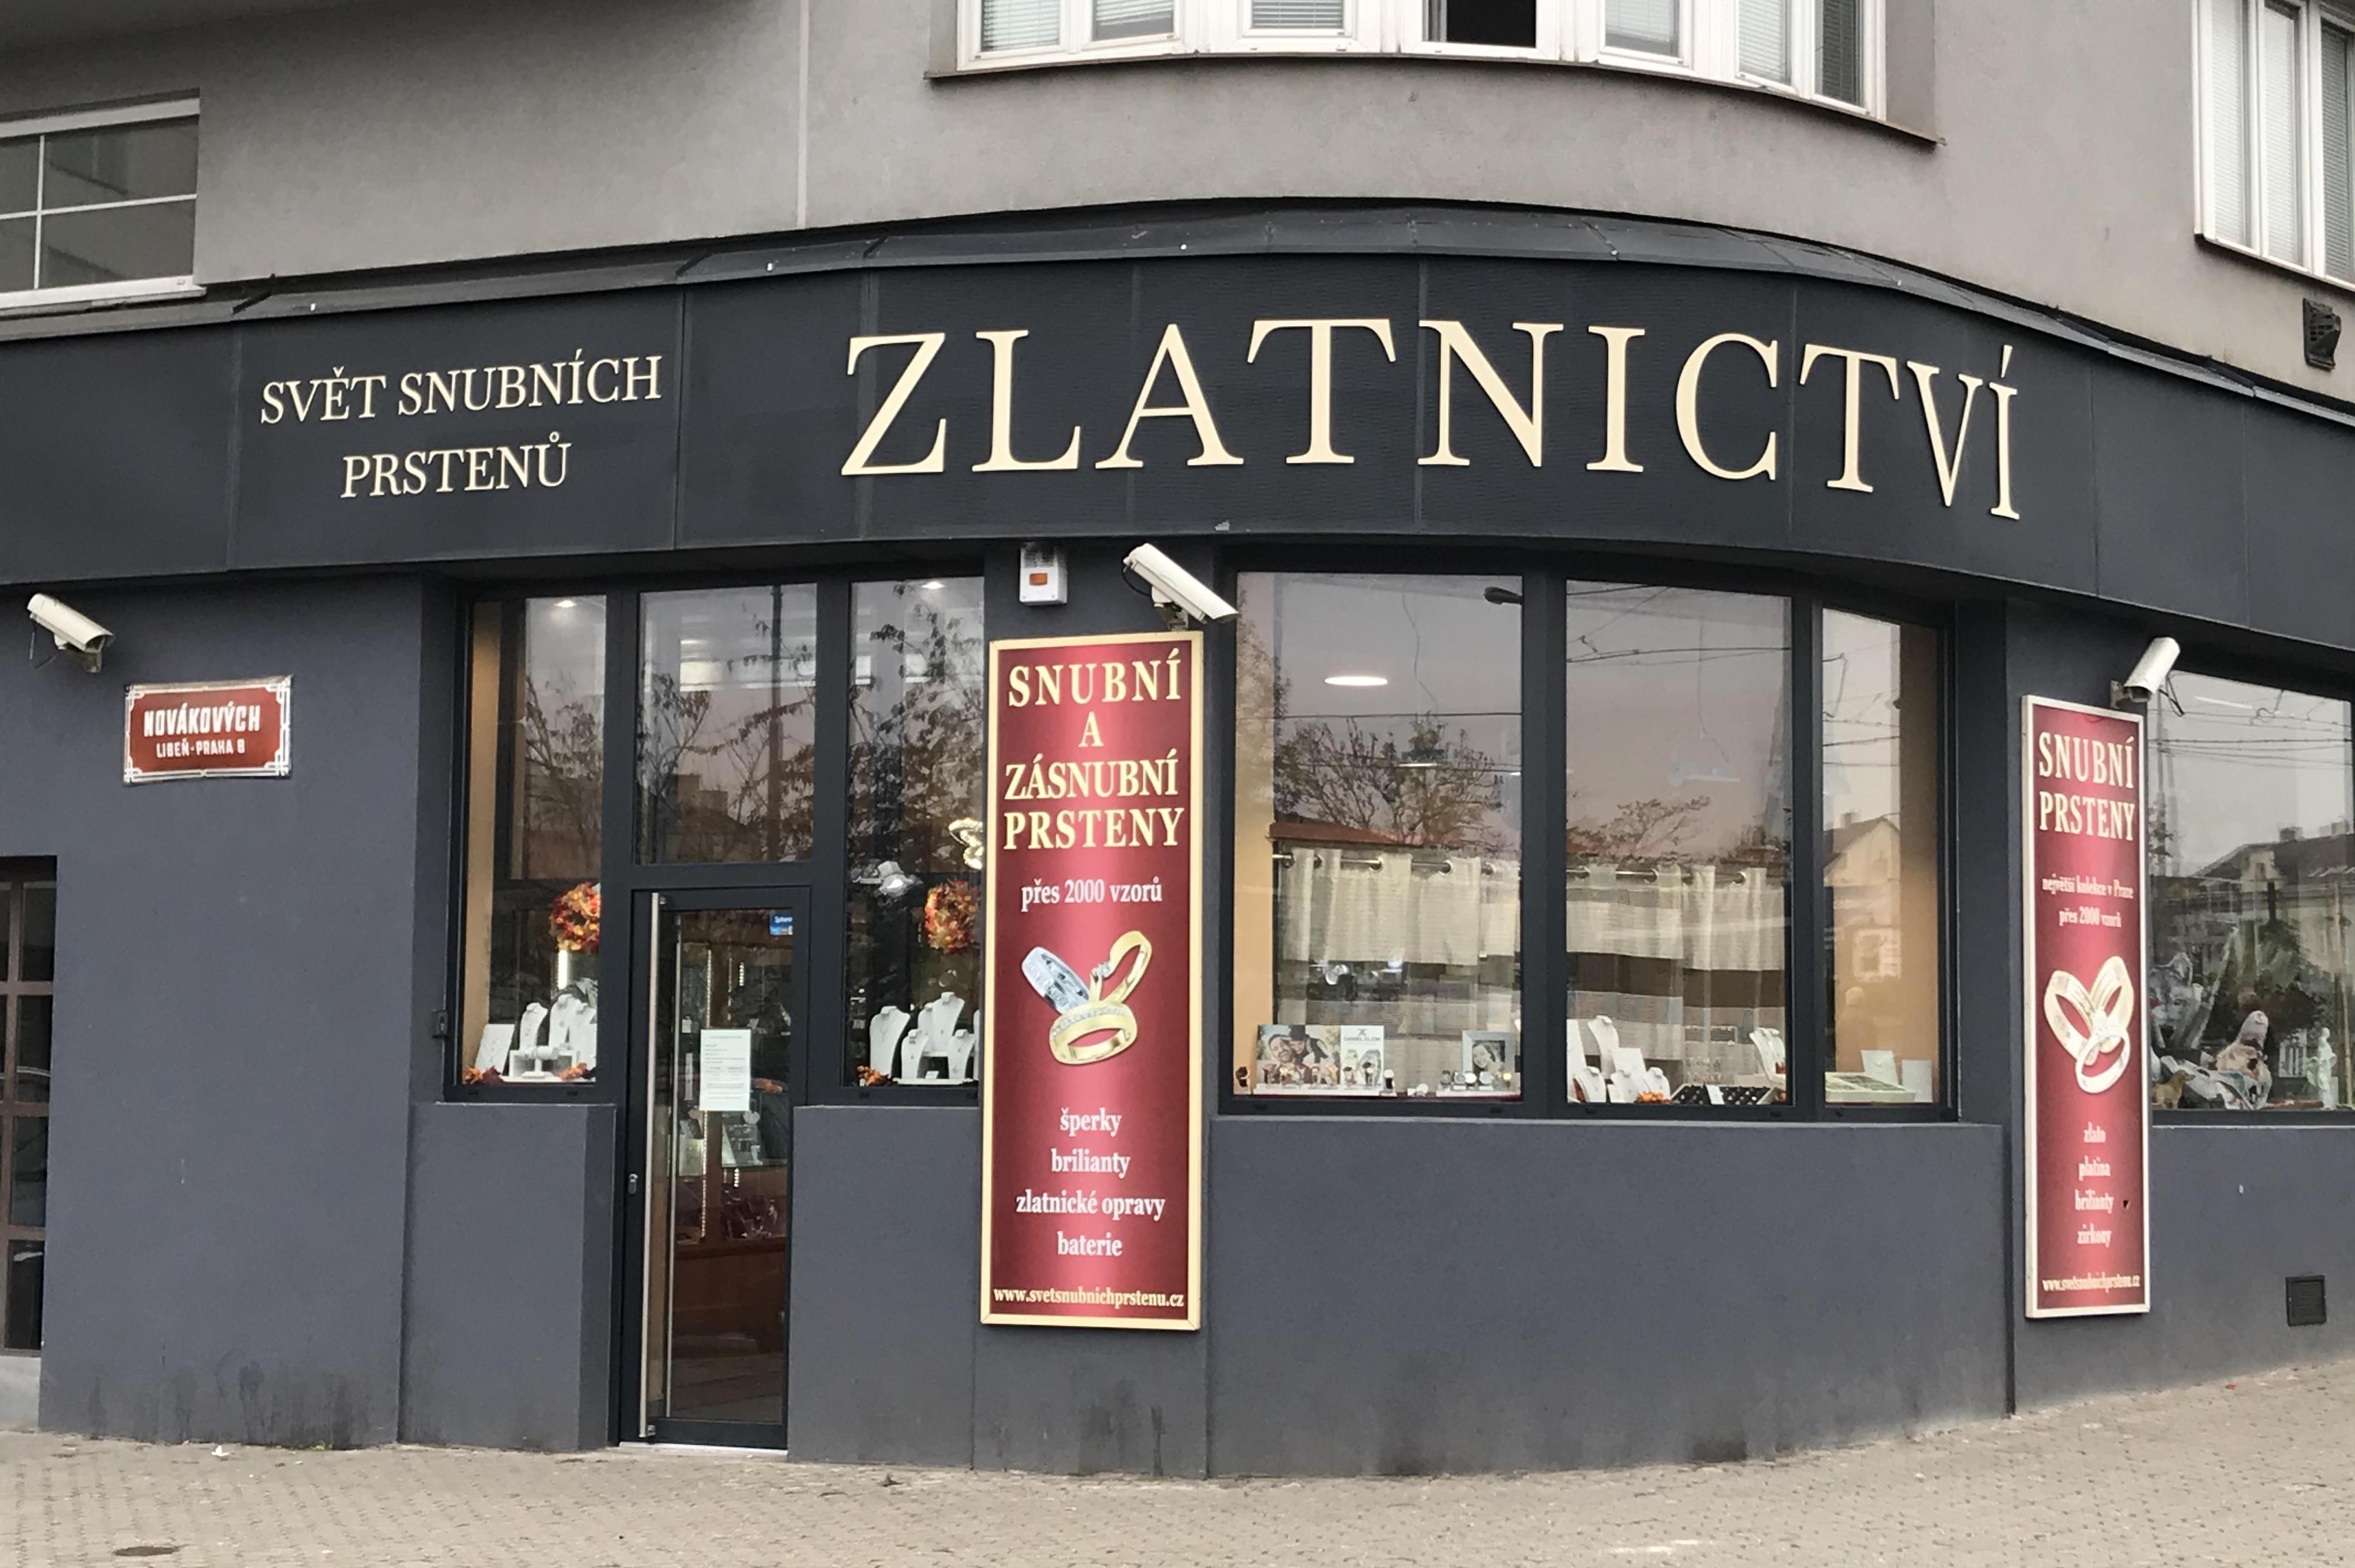 SVĚT SNUBNÍCH
PRSTENŮ
ZLATNICTVÍ
NOVÁKOVÝCH
LIBEŇ-PRAHA 8
SNUBNÍ
A
ZÁSNUBNÍ
PRSTENY
přes 2000 vzorů
šperky
brilianty
zlatnické opravy
baterie
www.svetsnubnichprstenu.cz
SNUBNÍ
PRSTENY
největší kolekce v Praze
přes 2000 vzorů
zlato
platina
brilianty
zirkony
www.svetsnubnichprstenu.cz